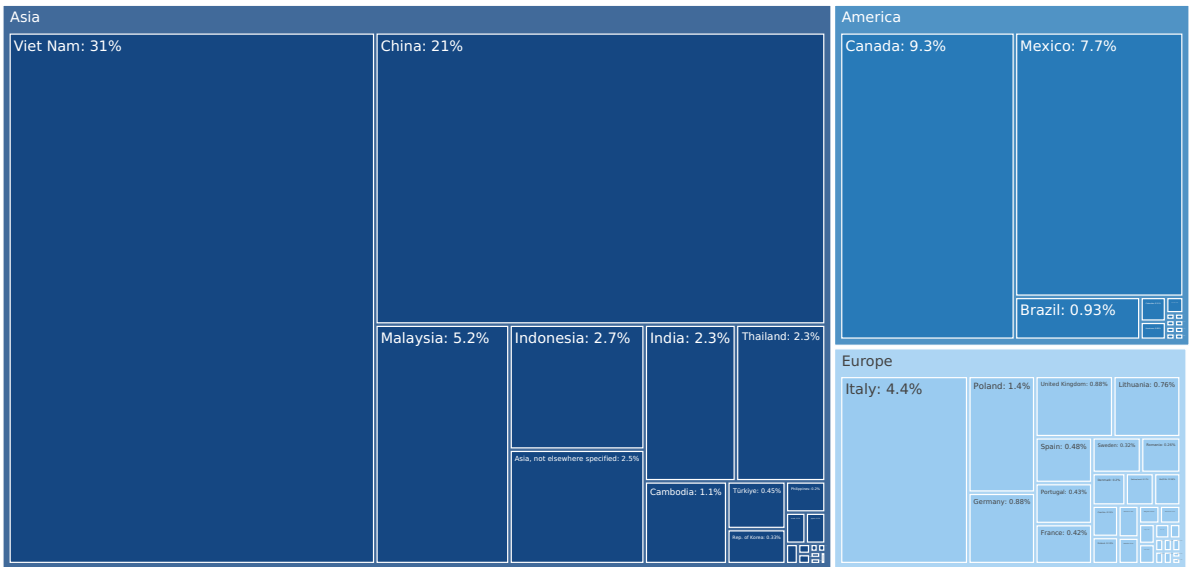 Asia
Viet Nam: 31%
China: 21%
Malaysia: 5.2%
Indonesia: 2.7%
India: 2.3%
Thailand: 2.3%
Asia, not elsewhere specified: 2.5%
Cambodia: 1.1%
Türkiye: 0.45%
Philippines: 0.2%
Rep. of Korea: 0.33%
America
Canada: 9.3%
Mexico: 7.7%
Brazil: 0.93%
Europe
Italy: 4.4%
Poland: 1.4%
Germany: 0.88%
United Kingdom: 0.88%
Lithuania: 0.76%
Spain: 0.48%
Sweden: 0.32%
Portugal: 0.43%
France: 0.42%